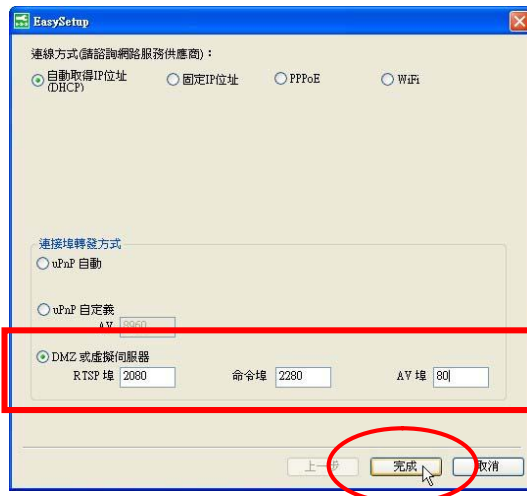 EasySetup
連線方式(請諮詢網路服務供應商)：
自動取得IP位址 固定IP位址 PPPoE WiFi
(DHCP)
連接埠轉發方式
uPnP 自動
uPnP 自定義
AV 8960
DMZ 或虛擬伺服器
RTSP 埠 2080 命令埠 2280 AV 埠 80
上一步 完成 取消